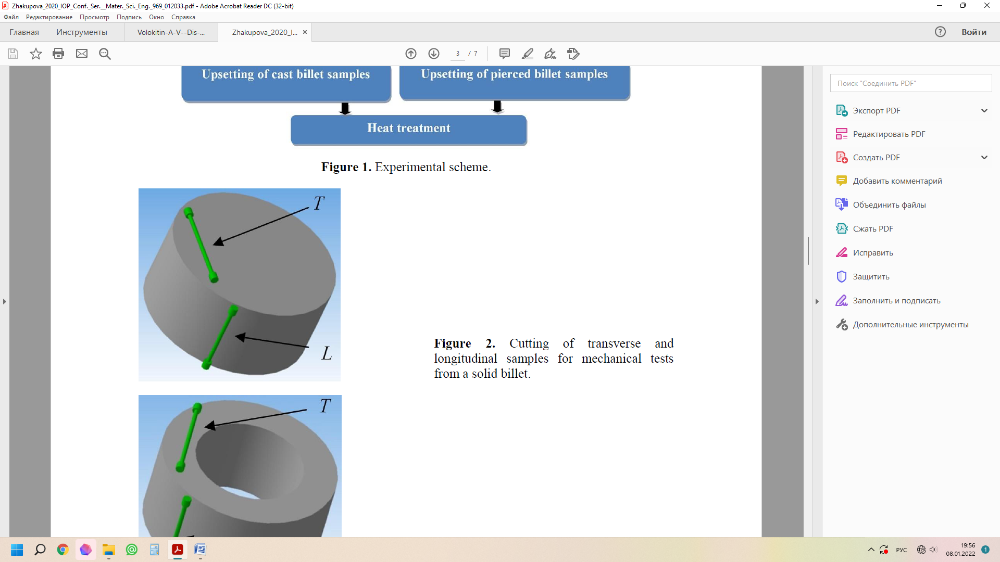 Zhakupova_2020_IOP_Conf._Ser.__Mater._Sci._Eng._969_012033.pdf - Adobe Acrobat Reader DC (32-bit)
Файл Редактирование Просмотр Подпись Окно Справка
Главная Инструменты Volokitin-A-V--Dis-... Zhakupova_2020_I... Войти
3 / 7
Upsetting of cast billet samples
Upsetting of pierced billet samples
Heat treatment
Figure 1. Experimental scheme.
T
L
Figure 2. Cutting of transverse and
longitudinal samples for mechanical tests
from a solid billet.
T
Поиск "Соединить PDF"
Экспорт PDF
Редактировать PDF
Создать PDF
Добавить комментарий
Объединить файлы
Сжать PDF
Исправить
Защитить
Заполнить и подписать
Дополнительные инструменты
РУС
19:56
08.01.2022
1